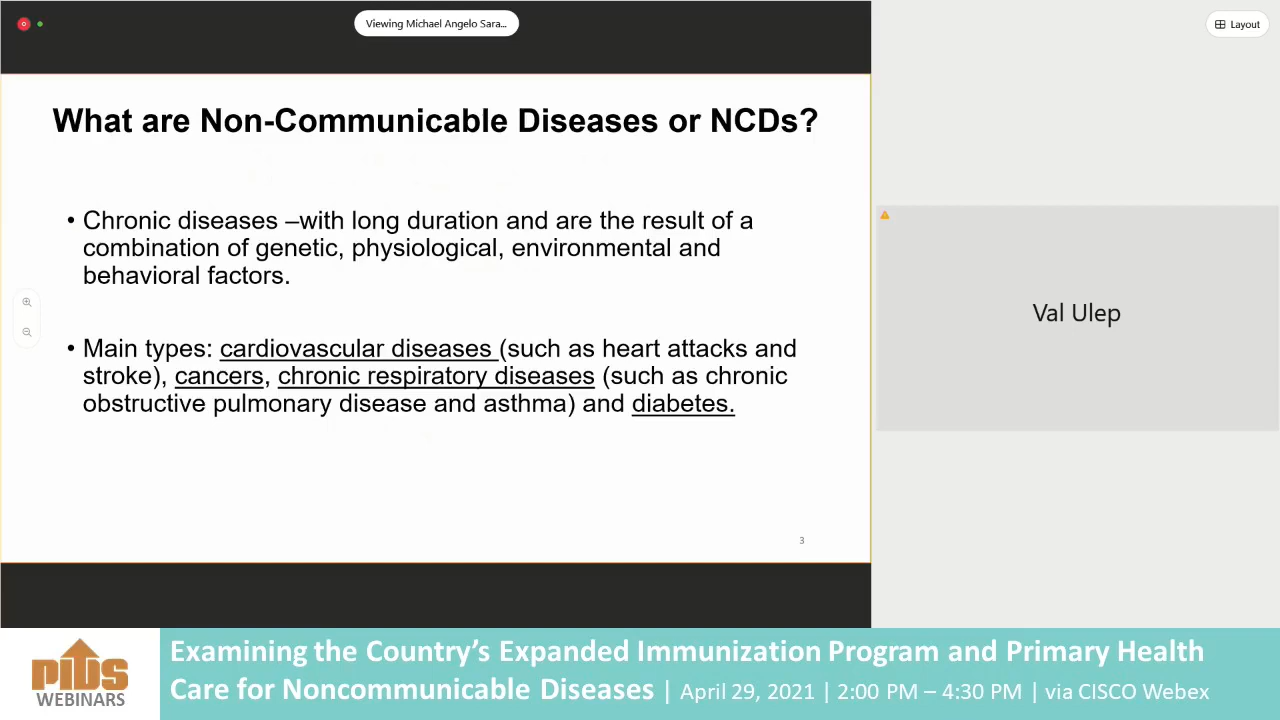 Viewing Michael Angelo Sara...
Layout
What are Non-Communicable Diseases or NCDs?
• Chronic diseases –with long duration and are the result of a
combination of genetic, physiological, environmental and
behavioral factors.
• Main types: cardiovascular diseases (such as heart attacks and
stroke), cancers, chronic respiratory diseases (such as chronic
obstructive pulmonary disease and asthma) and diabetes.
3
Val Ulep
PIDS
WEBINARS
Examining the Country’s Expanded Immunization Program and Primary Health
Care for Noncommunicable Diseases | April 29, 2021 | 2:00 PM – 4:30 PM | via CISCO Webex